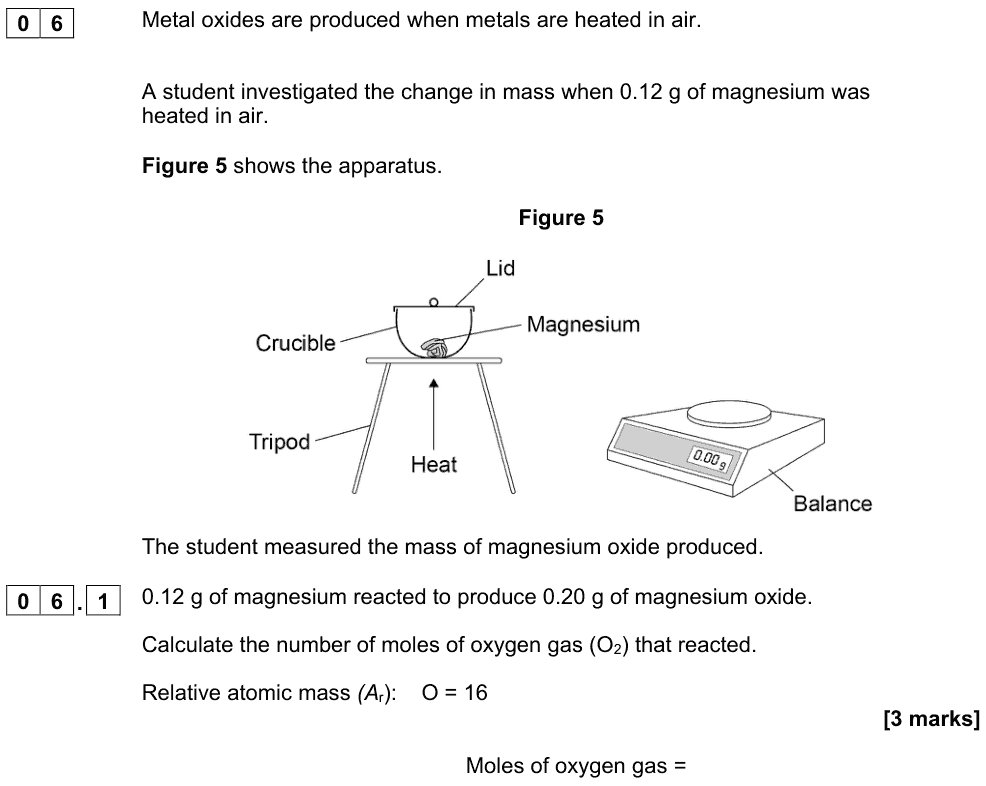 0 6 Metal oxides are produced when metals are heated in air.
A student investigated the change in mass when 0.12 g of magnesium was
heated in air.
Figure 5 shows the apparatus.
Figure 5
Lid
Magnesium
Crucible
Tripod
Heat
0.00g
Balance
The student measured the mass of magnesium oxide produced.
0 6 . 1 0.12 g of magnesium reacted to produce 0.20 g of magnesium oxide.
Calculate the number of moles of oxygen gas (O₂) that reacted.
Relative atomic mass (Aᵣ): O = 16
[3 marks]
Moles of oxygen gas =